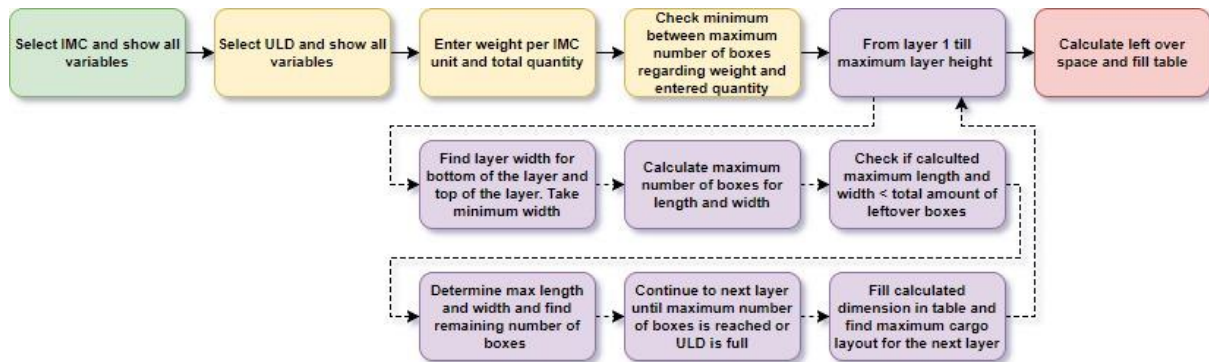 Select IMC and show all
variables
Select ULD and show all
variables
Enter weight per IMC
unit and total quantity
Check minimum
between maximum
number of boxes
regarding weight and
entered quantity
From layer 1 till
maximum layer height
Calculate left over
space and fill table
Find layer width for
bottom of the layer and
top of the layer. Take
minimum width
Calculate maximum
number of boxes for
length and width
Check if calculted
maximum length and
width < total amount of
leftover boxes
Determine max length
and width and find
remaining number of
boxes
Continue to next layer
until maximum number
of boxes is reached or
ULD is full
Fill calculated
dimension in table and
find maximum cargo
layout for the next layer